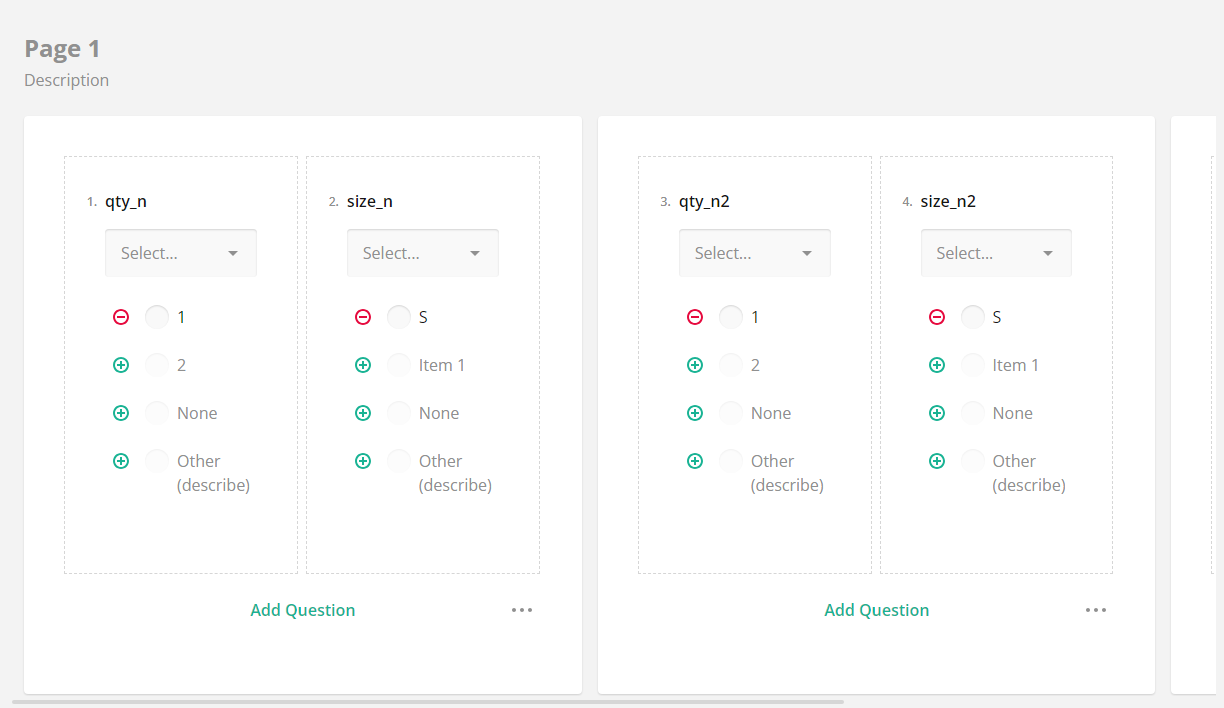 Page 1
Description
1. qty_n
Select...
1
2
None
Other
(describe)
2. size_n
Select...
S
Item 1
None
Other
(describe)
Add Question
3. qty_n2
Select...
1
2
None
Other
(describe)
4. size_n2
Select...
S
Item 1
None
Other
(describe)
Add Question